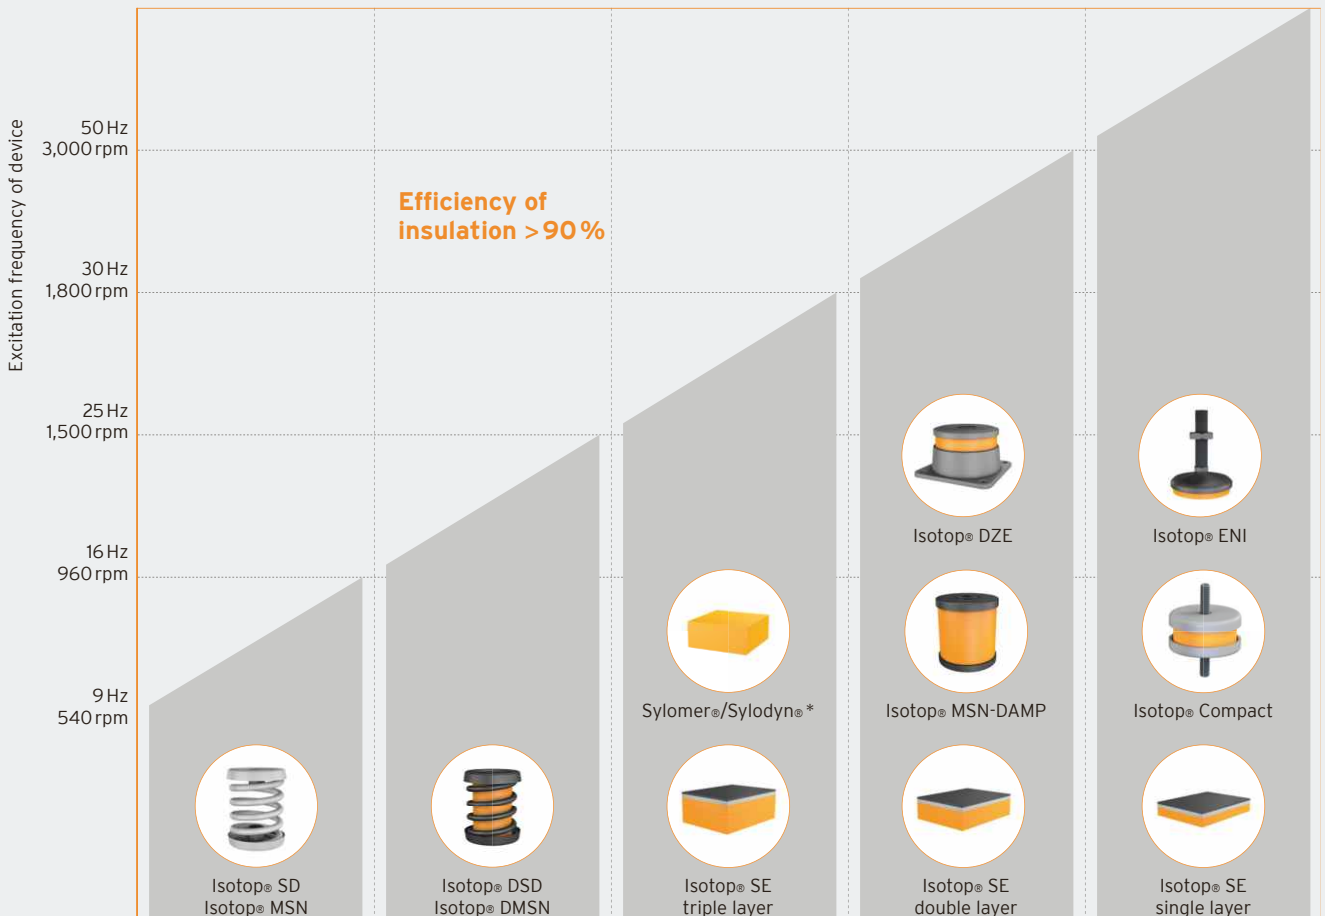 Excitation frequency of device
50 Hz
3,000 rpm
30 Hz
1,800 rpm
25 Hz
1,500 rpm
16 Hz
960 rpm
9 Hz
540 rpm
Efficiency of
insulation > 90 %
Isotop® DZE
Isotop® ENI
Sylomer®/Sylodyn® *
Isotop® MSN-DAMP
Isotop® Compact
Isotop® SD
Isotop® MSN
Isotop® DSD
Isotop® DMSN
Isotop® SE
triple layer
Isotop® SE
double layer
Isotop® SE
single layer